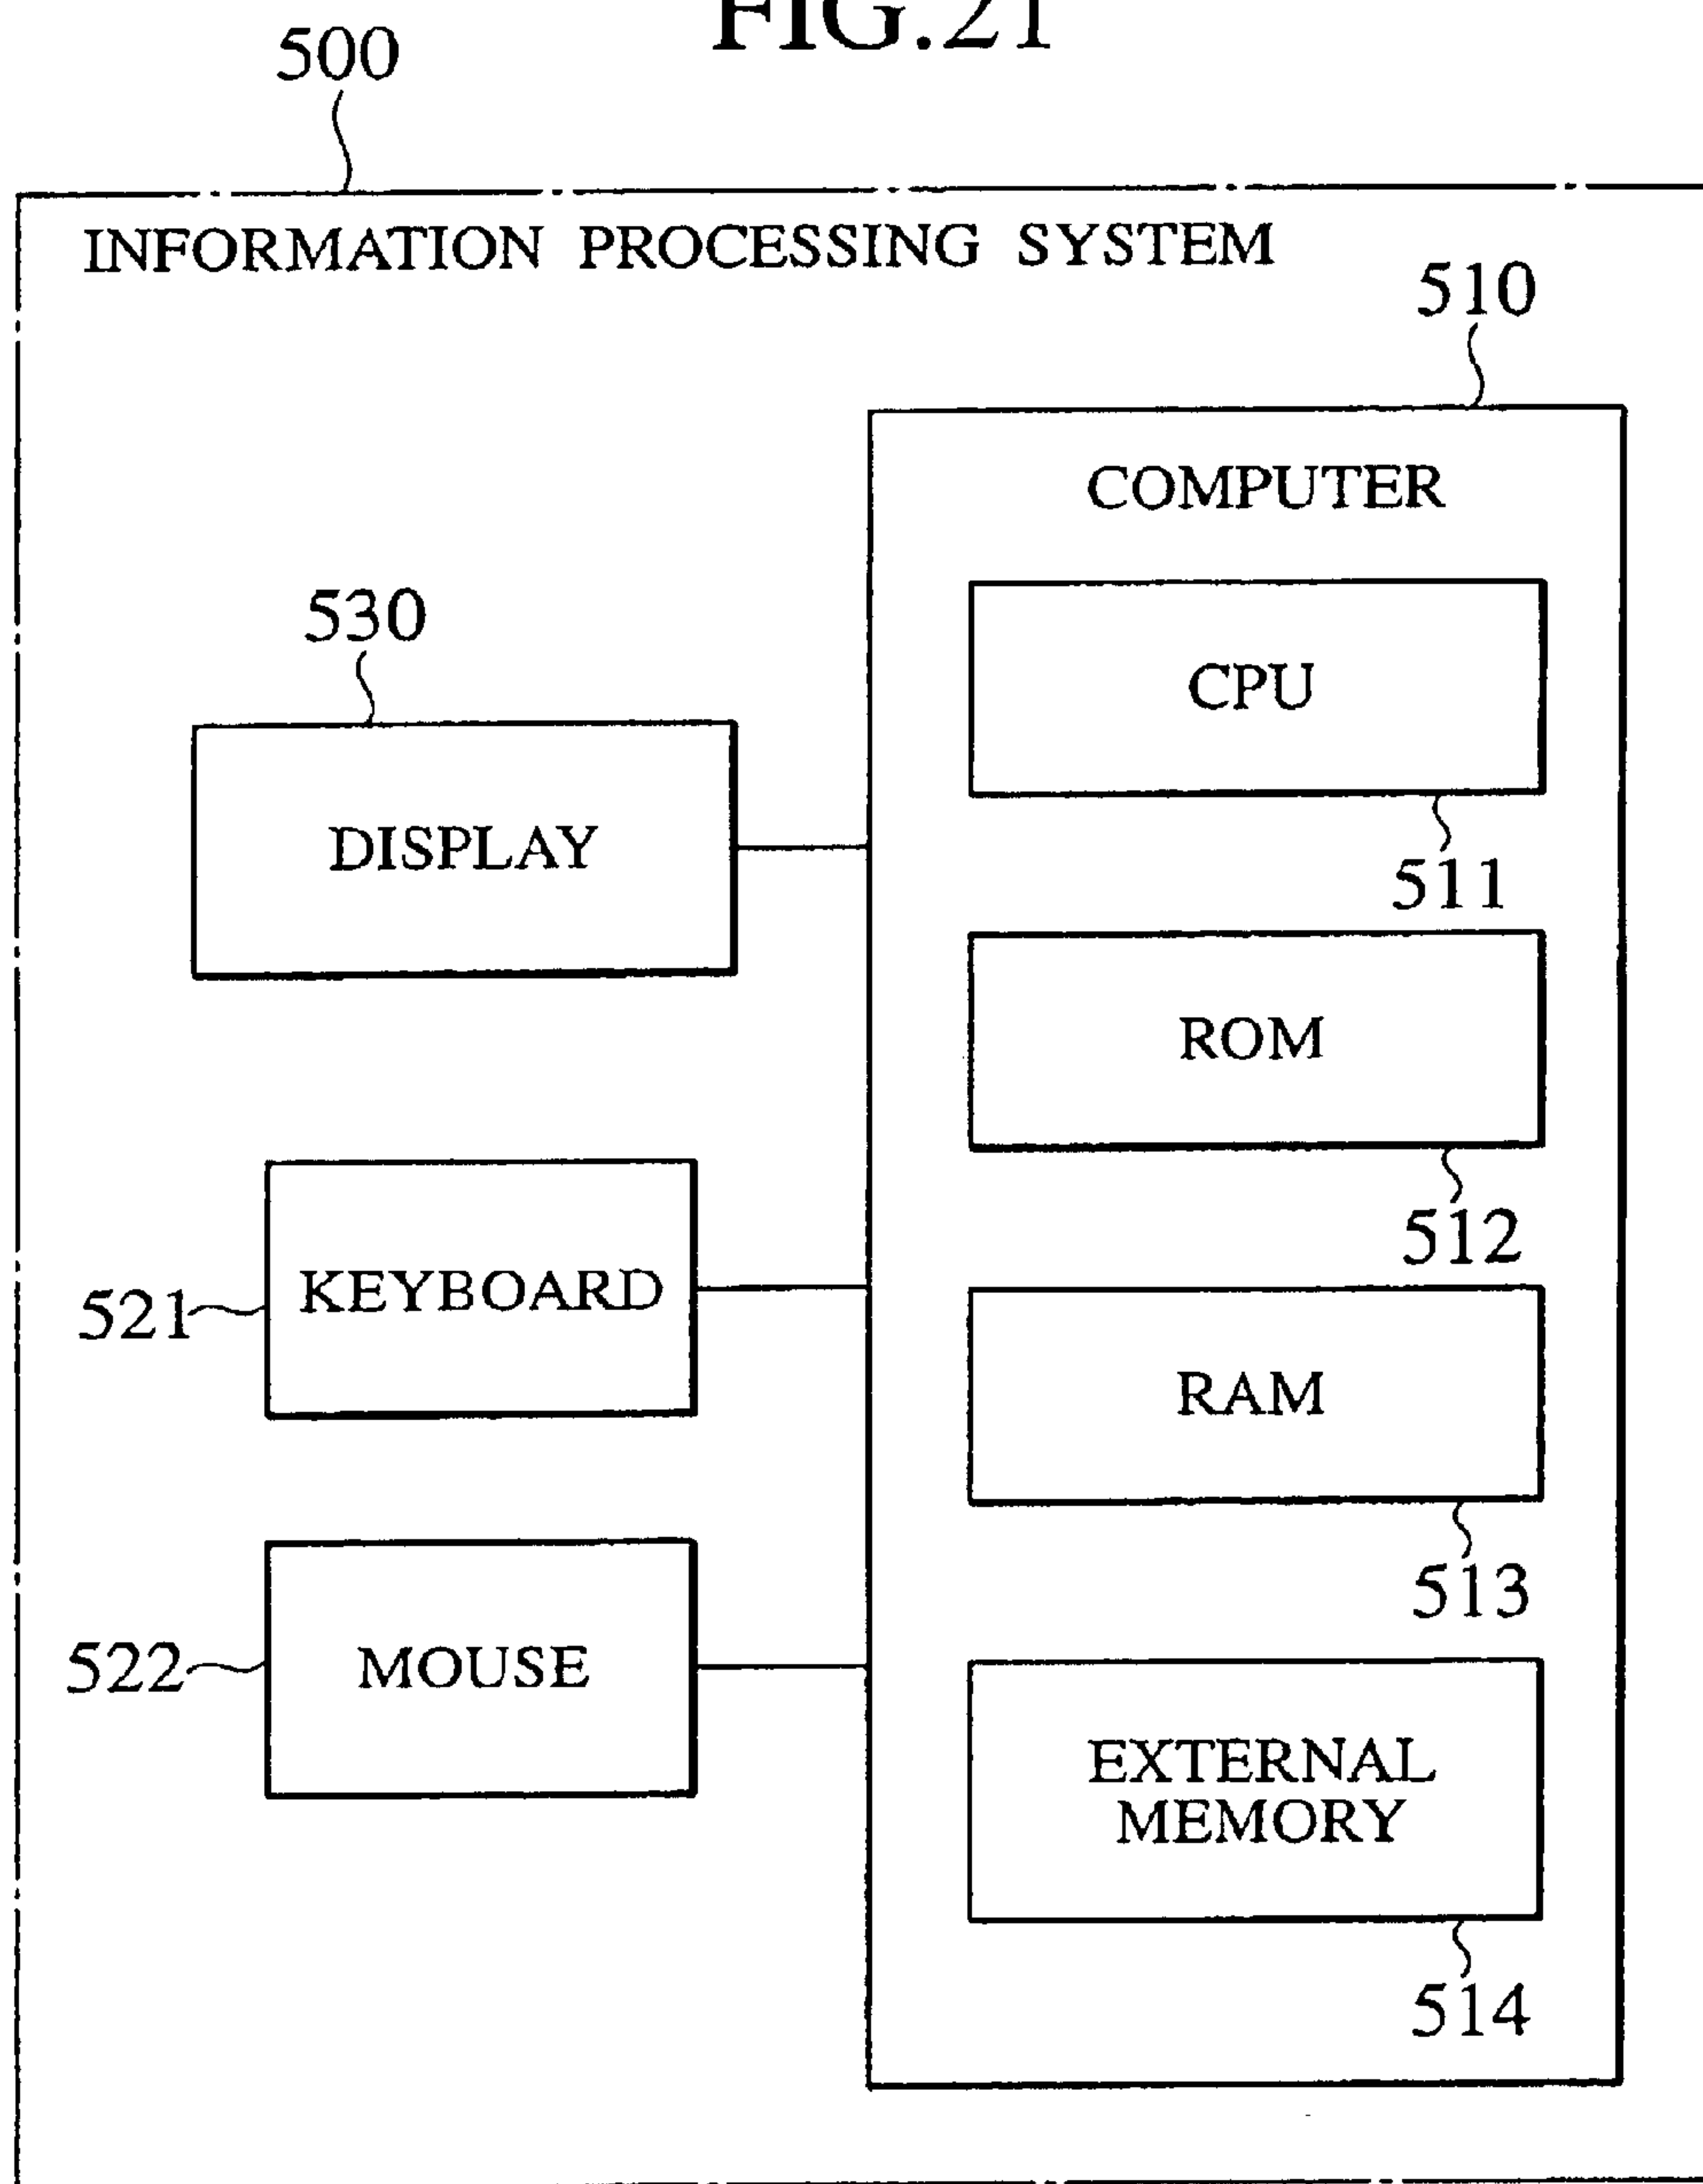 FIG.21
500
INFORMATION PROCESSING SYSTEM
510
COMPUTER
530
CPU
DISPLAY
511
ROM
512
521
KEYBOARD
RAM
513
522
MOUSE
EXTERNAL
MEMORY
514